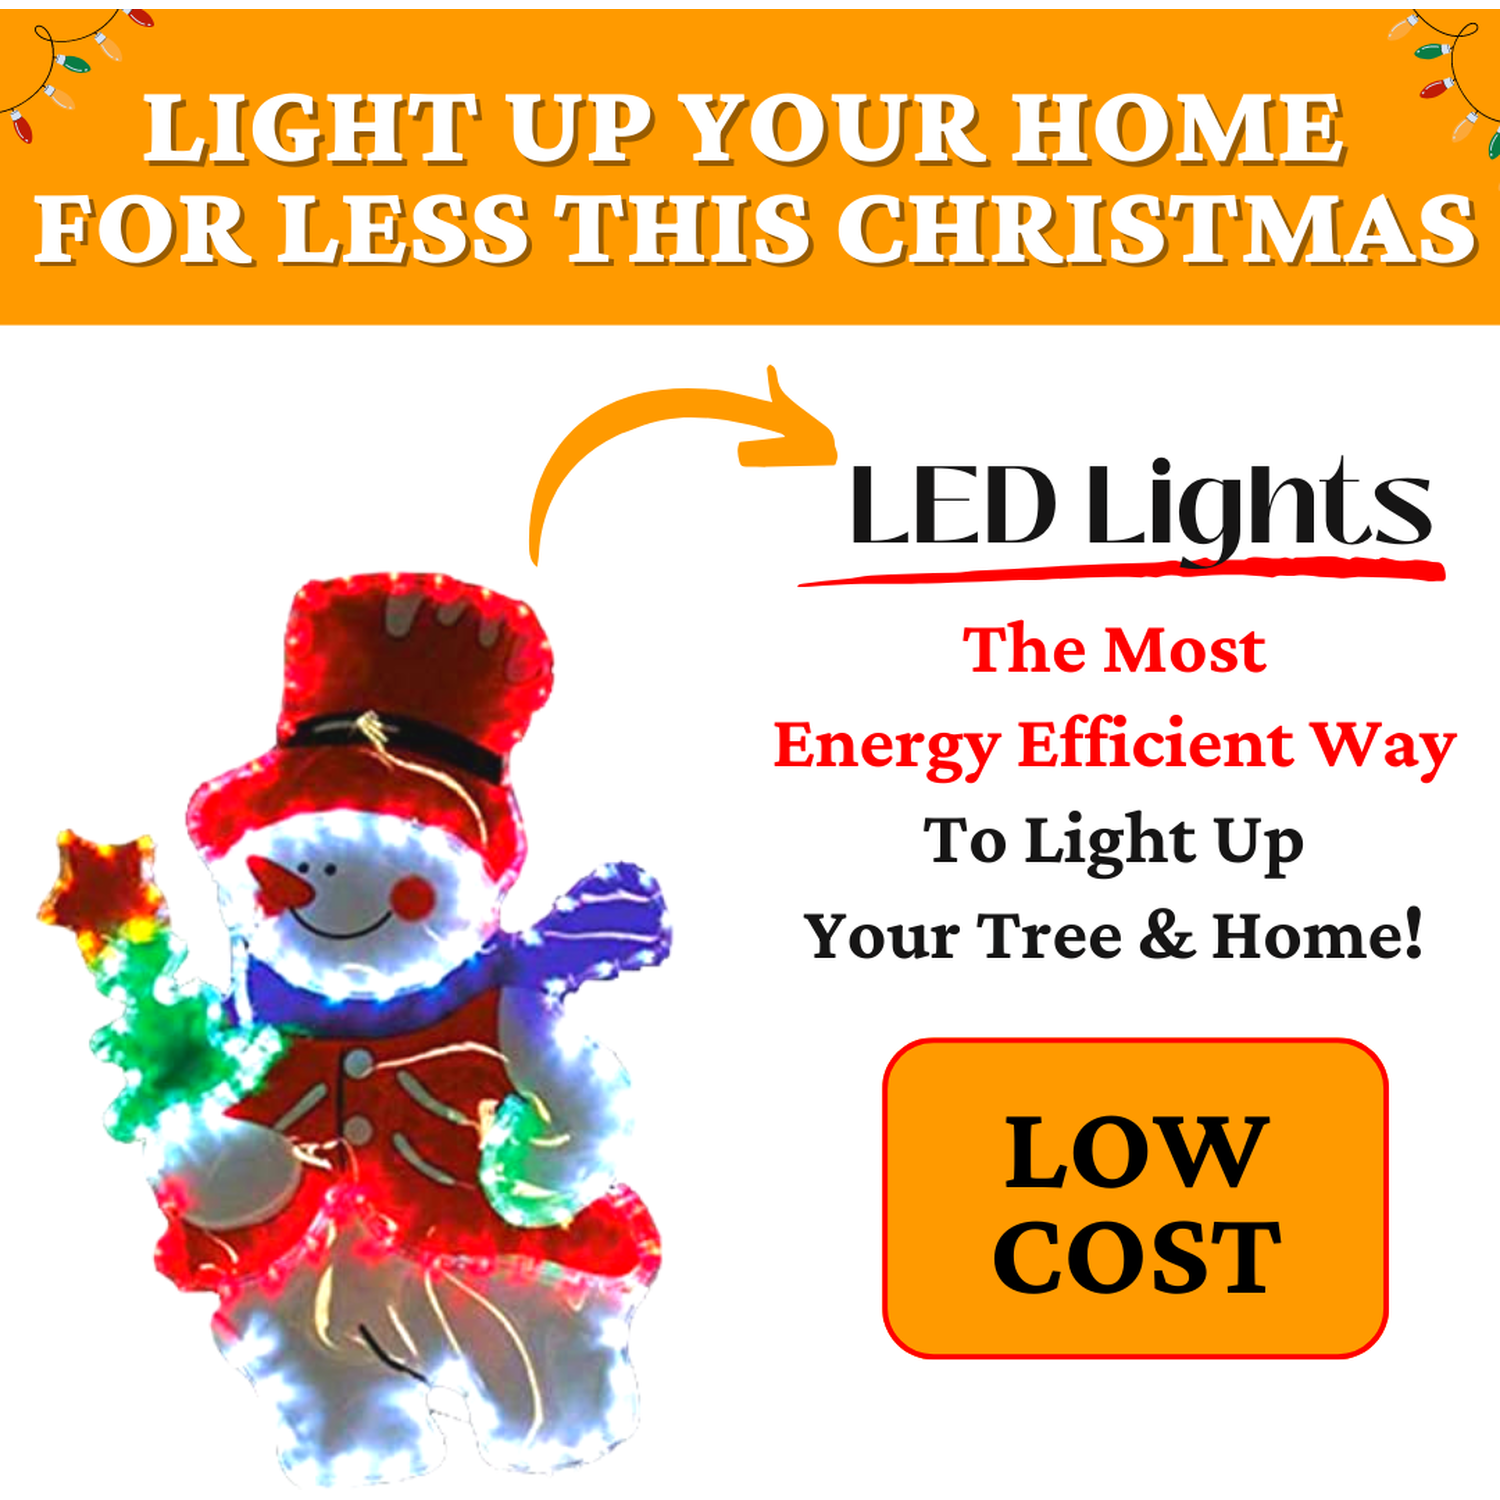 LIGHT UP YOUR HOME
FOR LESS THIS CHRISTMAS
LED Lights
The Most
Energy Efficient Way
To Light Up
Your Tree & Home!
LOW
COST